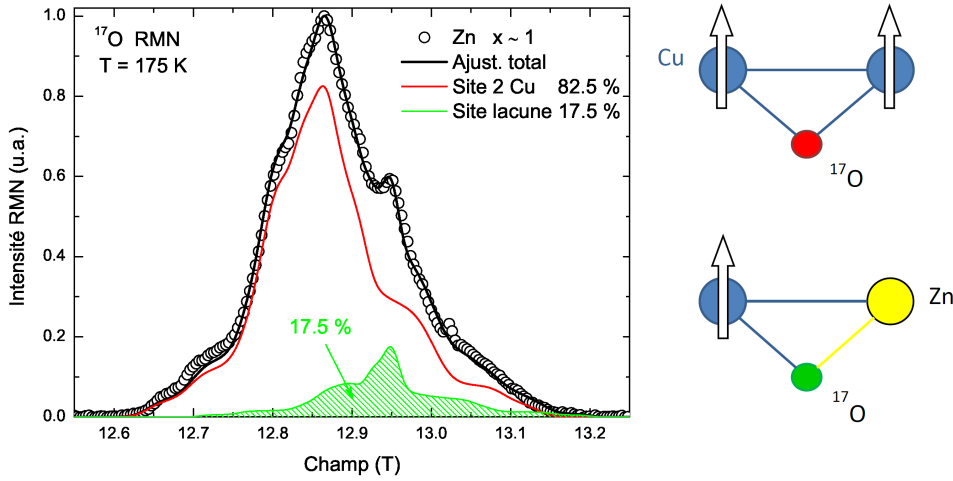 ¹⁷O RMN
T = 175 K
Zn x ~ 1
Ajust. total
Site 2 Cu 82.5 %
Site lacune 17.5 %
17.5 %
Intensité RMN (u.a.)
1.0
0.8
0.6
0.4
0.2
0.0
12.6 12.7 12.8 12.9 13.0 13.1 13.2
Champ (T)
Cu
¹⁷O
Zn
¹⁷O